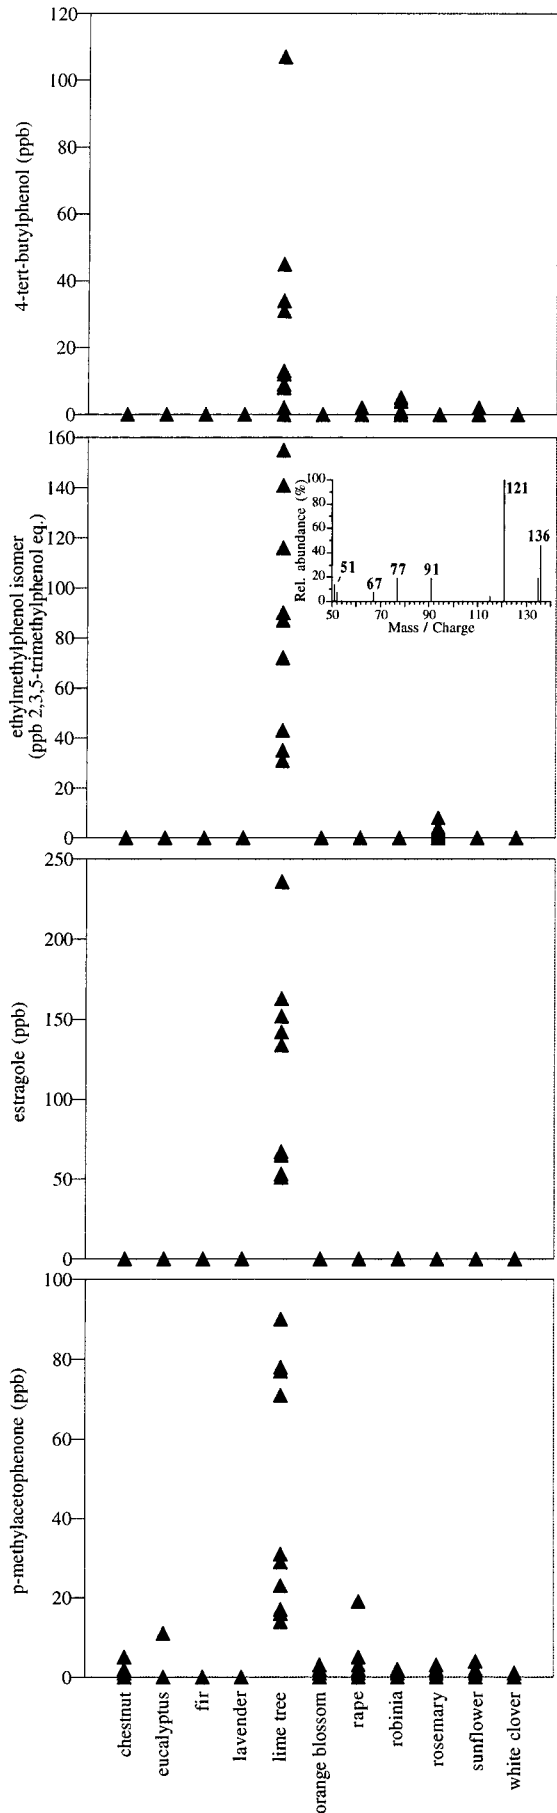 120
100
80
60
40
20
0
4-tert-butylphenol (ppb)
160
140
120
100
80
60
40
20
0
ethylmethylphenol isomer
(ppb 2,3,5-trimethylphenol eq.)
100
80
60
40
20
0
Rel. abundance (%)
51
67
77
91
121
136
50
70
90
110
130
Mass / Charge
250
200
150
100
50
0
estragole (ppb)
100
80
60
40
20
0
p-methylacetophenone (ppb)
chestnut
eucalyptus
fir
lavender
lime tree
orange blossom
rape
robinia
rosemary
sunflower
white clover